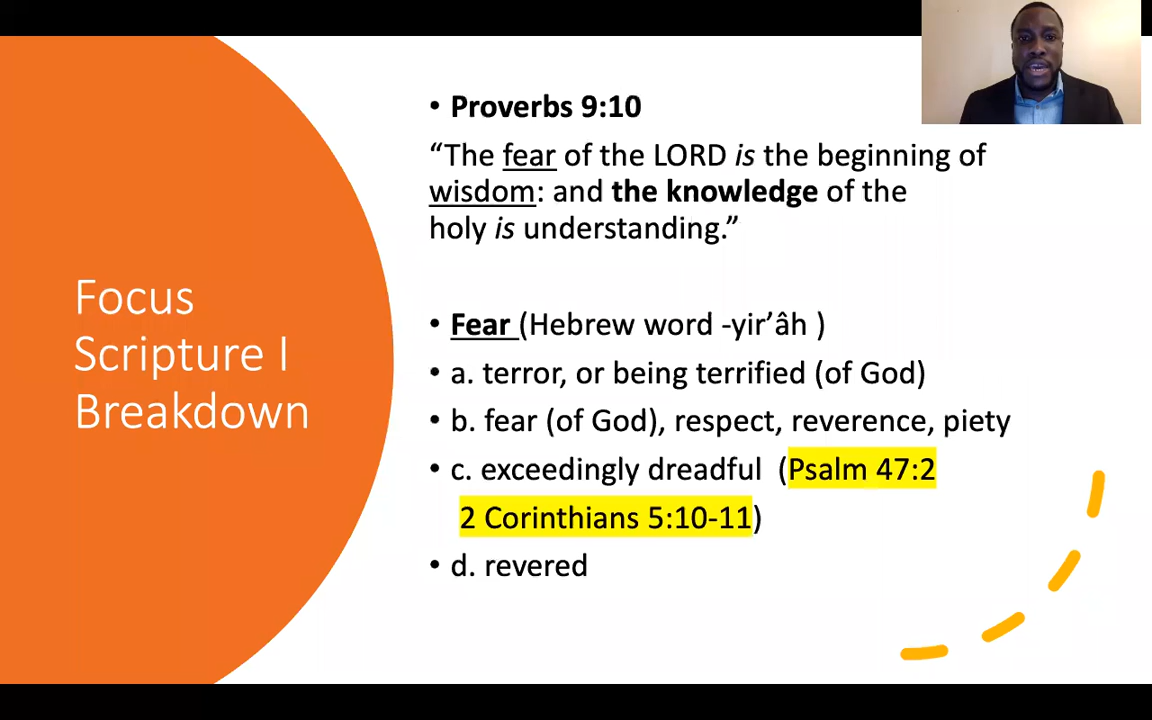 Focus
Scripture I
Breakdown
• Proverbs 9:10
“The fear of the LORD is the beginning of
wisdom: and the knowledge of the
holy is understanding.”
• Fear (Hebrew word -yir’âh )
• a. terror, or being terrified (of God)
• b. fear (of God), respect, reverence, piety
• c. exceedingly dreadful (Psalm 47:2
2 Corinthians 5:10-11)
• d. revered